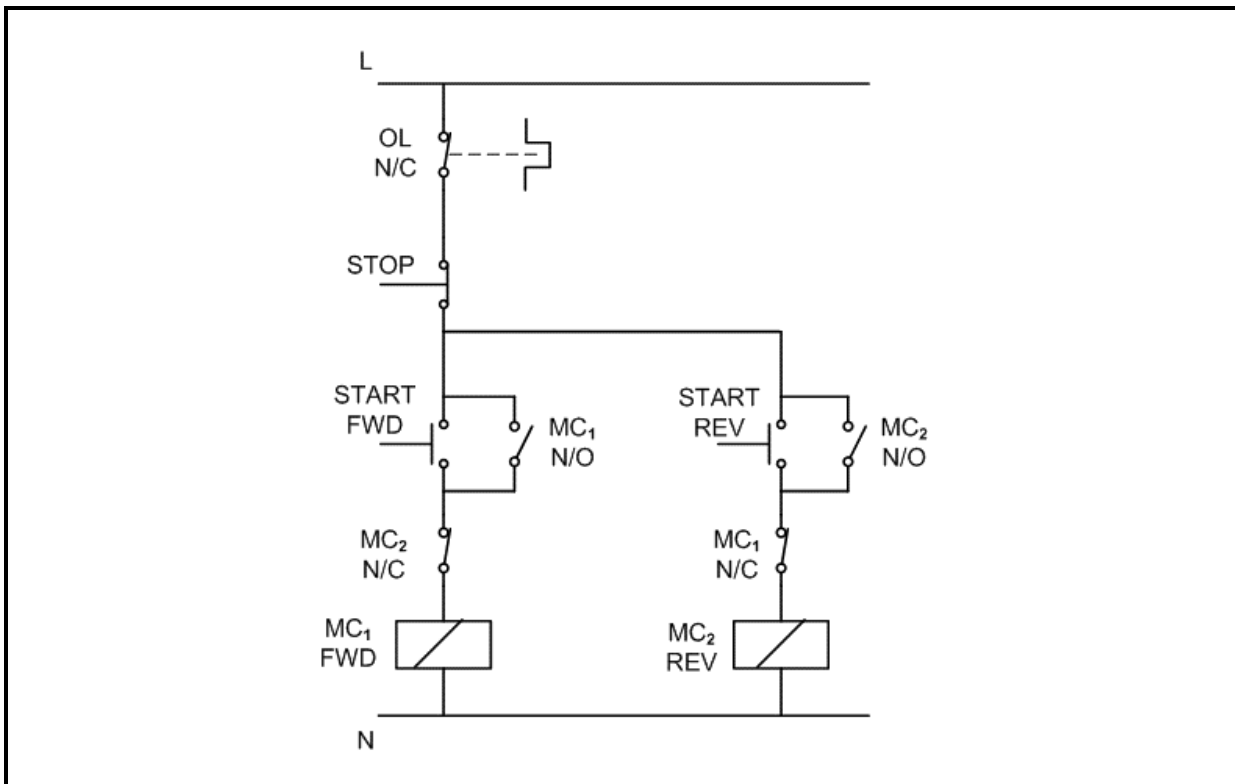 L
OL
N/C
STOP
START
FWD
MC₁
N/O
START
REV
MC₂
N/O
MC₂
N/C
MC₁
N/C
MC₁
FWD
MC₂
REV
N